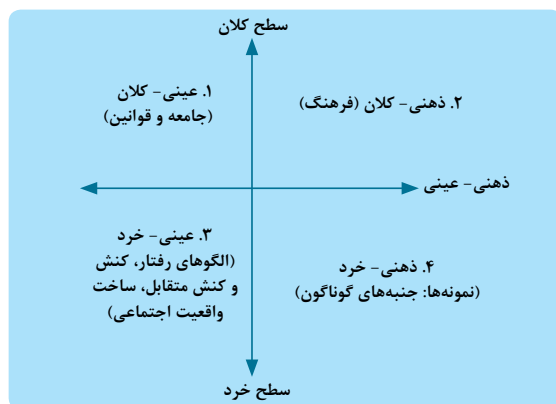 سطح کلان
۱. عینی- کلان
(جامعه و قوانین)
۲. ذهنی- کلان (فرهنگ)
ذهنی- عینی
۳. عینی- خرد
(الگوهای رفتار، کنش
و کنش متقابل، ساخت
واقعیت اجتماعی)
۴. ذهنی- خرد
(نمونه‌ها: جنبه‌های گوناگون)
سطح خرد